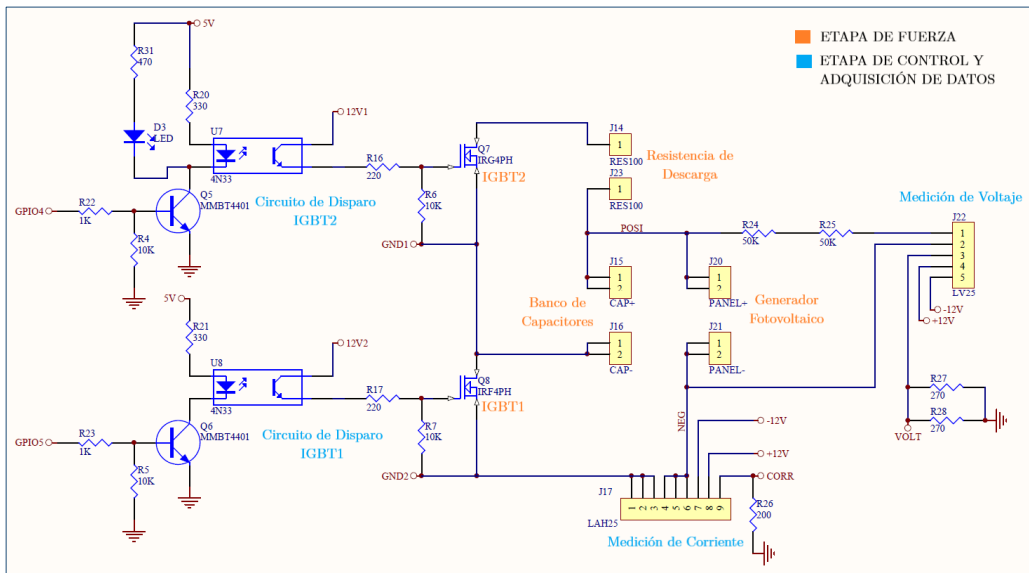 ETAPA DE FUERZA
ETAPA DE CONTROL Y
ADQUISICIÓN DE DATOS
5V
R31
470
R20
330
D3
LED
U7
4N33
12V1
Q7
IRG4PH
IGBT2
R16
220
R6
10K
GND1
GPIO4
R22
1K
R4
10K
Q5
MMBT4401
Circuito de Disparo
IGBT2
J14
1
RES100
J23
1
RES100
Resistencia de
Descarga
POSI
R24
50K
R25
50K
Medición de Voltaje
J22
1
2
3
4
5
LV25
-12V
+12V
J15
1
2
CAP+
Banco de
Capacitores
J16
1
2
CAP-
J20
1
2
PANEL+
Generador
Fotovoltaico
J21
1
2
PANEL-
5V
R21
330
U8
4N33
12V2
Q8
IRF4PH
IGBT1
R17
220
R7
10K
GND2
GPIO5
R23
1K
R5
10K
Q6
MMBT4401
Circuito de Disparo
IGBT1
NEG
R27
270
R28
270
VOLT
-12V
+12V
CORR
J17
1
2
3
4
5
6
7
8
9
LAH25
R26
200
Medición de Corriente